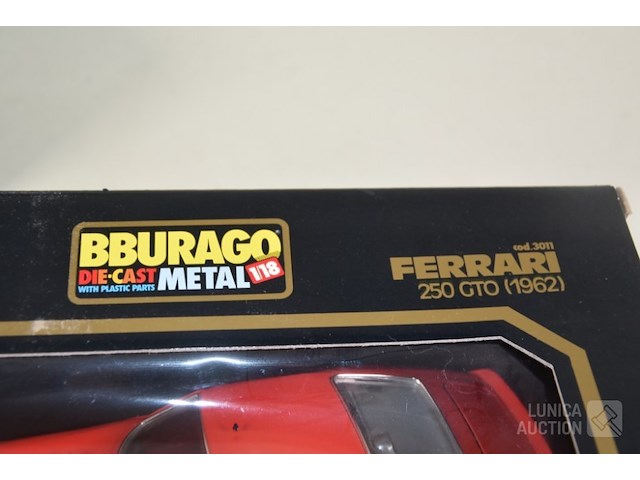 BBURAGO
DIE-CAST METAL 1/18
WITH PLASTIC PARTS
cod.3011
FERRARI
250 GTO (1962)
LUNICA
AUCTION